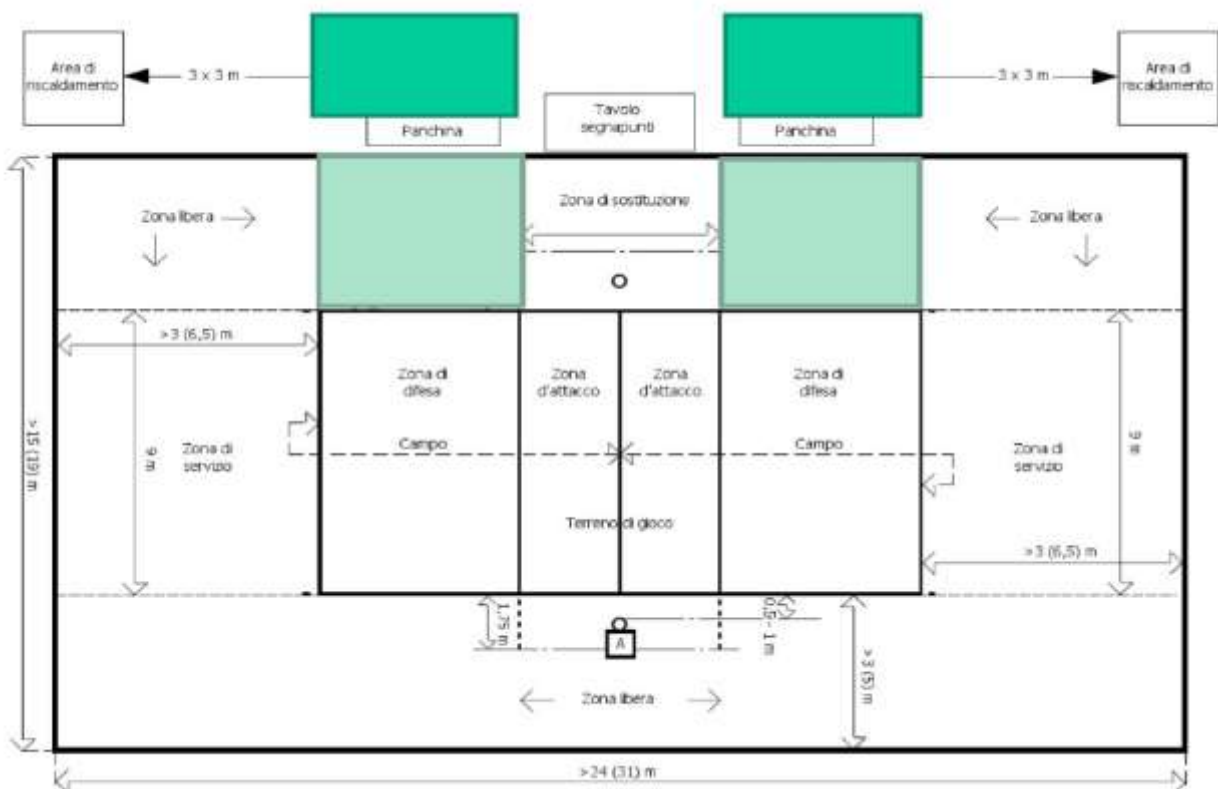 Area di
riscaldamento
3 x 3 m
3 x 3 m
Area di
riscaldamento
Panchina
Tavolo
segnapunti
Panchina
Zona libera
Zona di sostituzione
Zona libera
>3 (6,5) m
Zona di
difesa
Zona
d'attacco
Zona
d'attacco
Zona di
difesa
>15 (19) m
9 m
Zona di
servizio
Campo
Campo
Zona di
servizio
9 m
Terreno di gioco
>3 (6,5) m
1,75 m
A
0,5 - 1 m
>3 (5) m
Zona libera
>24 (31) m